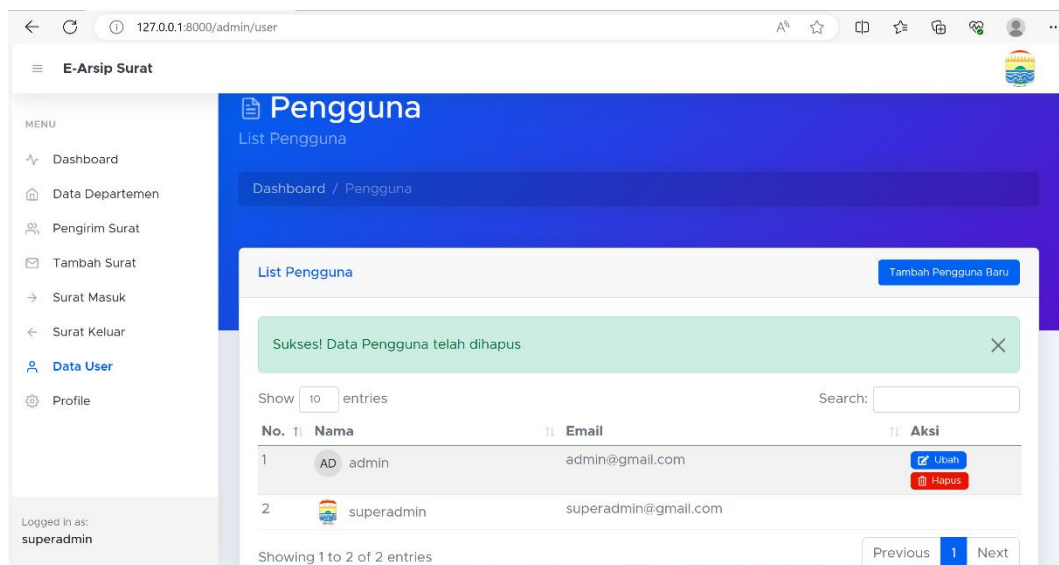 127.0.0.1:8000/admin/user
E-Arsip Surat
MENU
Dashboard
Data Departemen
Pengirim Surat
Tambah Surat
Surat Masuk
Surat Keluar
Data User
Profile
Logged in as:
superadmin
Pengguna
List Pengguna
Dashboard / Pengguna
List Pengguna
Tambah Pengguna Baru
Sukses! Data Pengguna telah dihapus
Show 10 entries
Search:
No. Nama Email Aksi
1 AD admin admin@gmail.com Ubah
Hapus
2 superadmin superadmin@gmail.com
Showing 1 to 2 of 2 entries
Previous 1 Next